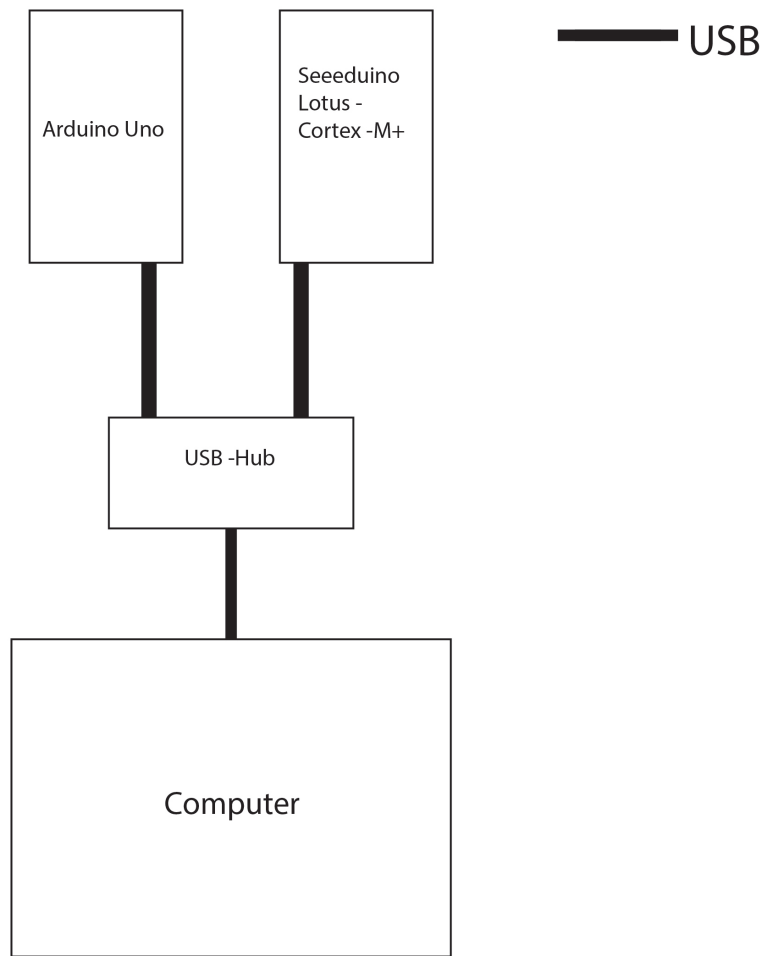 Arduino Uno
Seeeduino
Lotus -
Cortex -M+
USB
USB -Hub
Computer